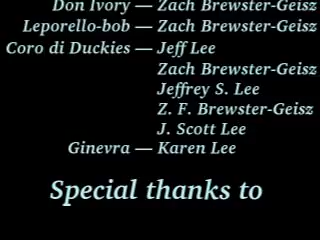 Don Ivory — Zach Brewster-Geisz
Leporello-bob — Zach Brewster-Geisz
Coro di Duckies — Jeff Lee
Zach Brewster-Geisz
Jeffrey S. Lee
Z. F. Brewster-Geisz
J. Scott Lee
Ginevra — Karen Lee
Special thanks to